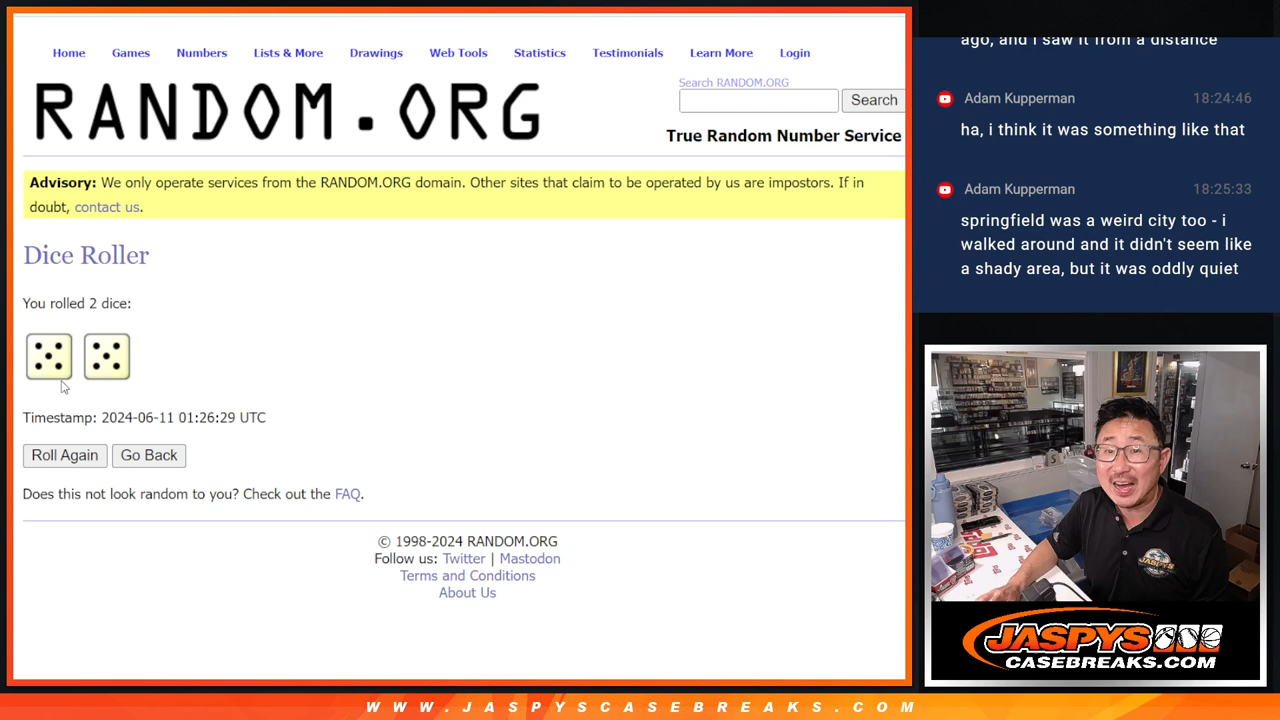 Home Games Numbers Lists & More Drawings Web Tools Statistics Testimonials Learn More Login
RANDOM.ORG
Search RANDOM.ORG
Search
True Random Number Service
Advisory: We only operate services from the RANDOM.ORG domain. Other sites that claim to be operated by us are impostors. If in
doubt, contact us.
Dice Roller
You rolled 2 dice:
Timestamp: 2024-06-11 01:26:29 UTC
Roll Again Go Back
Does this not look random to you? Check out the FAQ.
© 1998-2024 RANDOM.ORG
Follow us: Twitter | Mastodon
Terms and Conditions
About Us
ago, and i saw it from a distance
Adam Kupperman 18:24:46
ha, i think it was something like that
Adam Kupperman 18:25:33
springfield was a weird city too - i
walked around and it didn't seem like
a shady area, but it was oddly quiet
JASPYS
CASEBREAKS.COM
WWW.JASPYSCASEBREAKS.COM